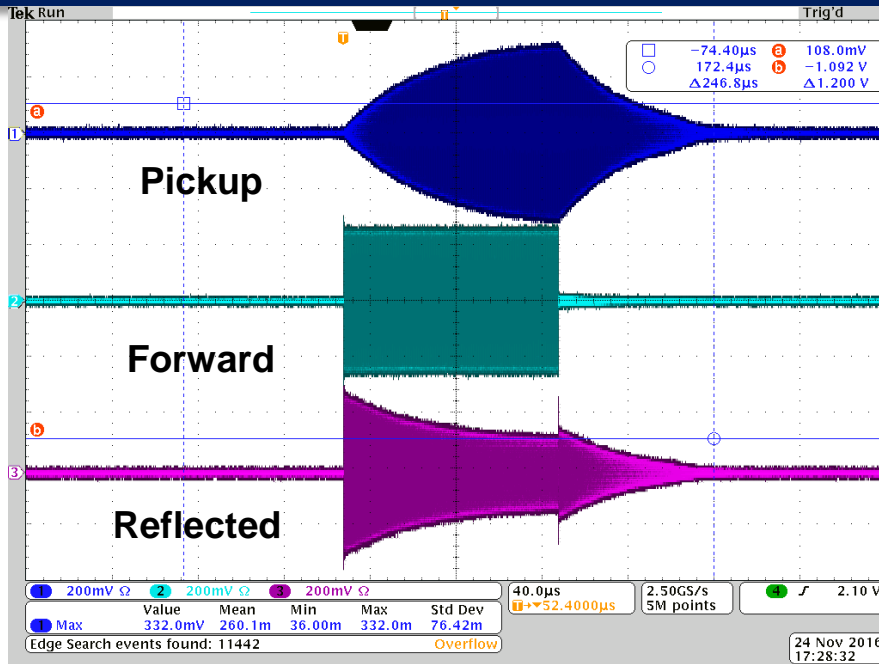 Tek Run Trig'd
T
-74.40µs a 108.0mV
172.4µs b -1.092 V
Δ246.8µs Δ1.200 V
a
1
Pickup
2
Forward
b
3
Reflected
1 200mV Ω 2 200mV Ω 3 200mV Ω
40.0µs
T→▼52.4000µs
2.50GS/s
5M points
4 ∫ 2.10 V
Value Mean Min Max Std Dev
1 Max 332.0mV 260.1m 36.00m 332.0m 76.42m
Edge Search events found: 11442 Overflow
24 Nov 2016
17:28:32